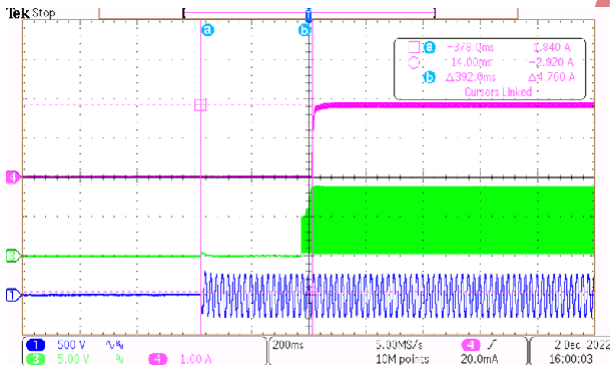 Tek Stop
a
b
T
a -378.0ms 1.840 A
14.00ms -2.920 A
b Δ392.0ms Δ4.760 A
Cursors Linked
4
3
1
1 500 V
3 5.00 V
4 1.00 A
200ms
5.00MS/s
10M points
4
20.0mA
2 Dec 2022
16:00:03